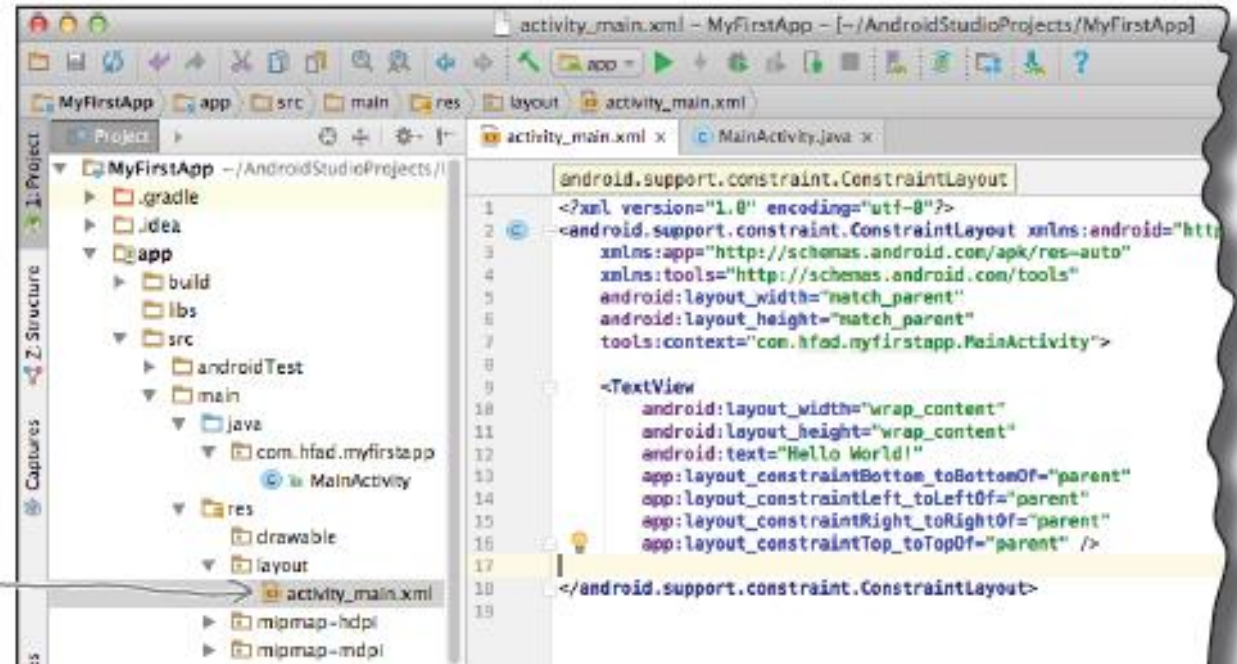 activity_main.xml - MyFirstApp - [~/AndroidStudioProjects/MyFirstApp]
app
?
MyFirstApp app src main res layout activity_main.xml
Project
activity_main.xml × MainActivity.java ×
1: Project
Z: Structure
Captures
MyFirstApp ~/AndroidStudioProjects/
.gradle
.idea
app
build
libs
src
androidTest
main
java
com.hfad.myfirstapp
MainActivity
res
drawable
layout
activity_main.xml
mipmap-hdpi
mipmap-mdpi
android.support.constraint.ConstraintLayout
1 <?xml version="1.0" encoding="utf-8"?>
2 <android.support.constraint.ConstraintLayout xmlns:android="http
3 xmlns:app="http://schemas.android.com/apk/res-auto"
4 xmlns:tools="http://schemas.android.com/tools"
5 android:layout_width="match_parent"
6 android:layout_height="match_parent"
7 tools:context="com.hfad.myfirstapp.MainActivity">
8
9 <TextView
10 android:layout_width="wrap_content"
11 android:layout_height="wrap_content"
12 android:text="Hello World!"
13 app:layout_constraintBottom_toBottomOf="parent"
14 app:layout_constraintLeft_toLeftOf="parent"
15 app:layout_constraintRight_toRightOf="parent"
16 app:layout_constraintTop_toTopOf="parent" />
17
18 </android.support.constraint.ConstraintLayout>
19